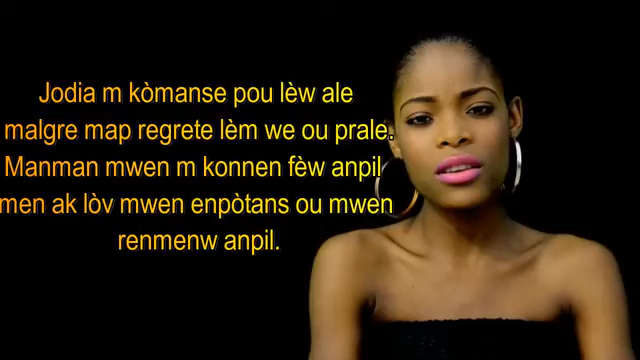 Jodia m kòmanse pou lèw ale
malgre map regrete lèm we ou prale.
Manman mwen m konnen fèw anpil
men ak lòv mwen enpòtans ou mwen
renmenw anpil.